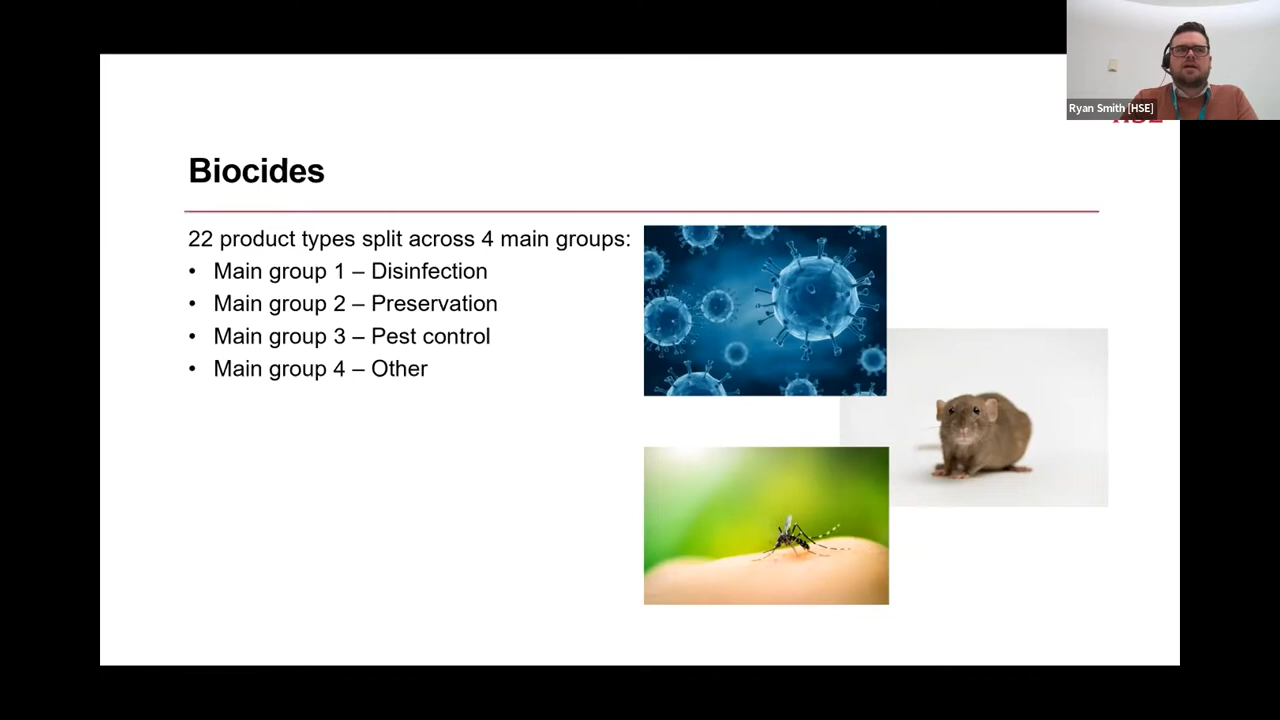 Ryan Smith [HSE]
Biocides
22 product types split across 4 main groups:
• Main group 1 – Disinfection
• Main group 2 – Preservation
• Main group 3 – Pest control
• Main group 4 – Other